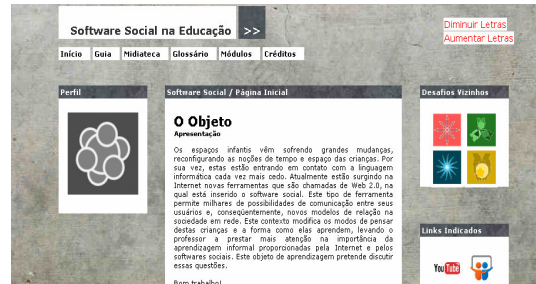 Software Social na Educação >>
Diminuir Letras
Aumentar Letras
Início Guia Midiateca Glossário Módulos Créditos
Perfil
Software Social / Página Inicial
O Objeto
Apresentação
Os espaços infantis vêm sofrendo grandes mudanças,
reconfigurando as noções de tempo e espaço das crianças. Por
sua vez, estas estão entrando em contato com a linguagem
informática cada vez mais cedo. Atualmente estão surgindo na
Internet novas ferramentas que são chamadas de Web 2.0, na
qual está inserido o software social. Este tipo de ferramenta
permite milhares de possibilidades de comunicação entre seus
usuários e, conseqüentemente, novos modelos de relação na
sociedade em rede. Este contexto modifica os modos de pensar
destas crianças e a forma como elas aprendem, levando o
professor a prestar mais atenção na importância da
aprendizagem informal proporcionadas pela Internet e pelos
softwares sociais. Este objeto de aprendizagem pretende discutir
essas questões.
Bom trabalho!
Desafios Vizinhos
Links Indicados
You Tube